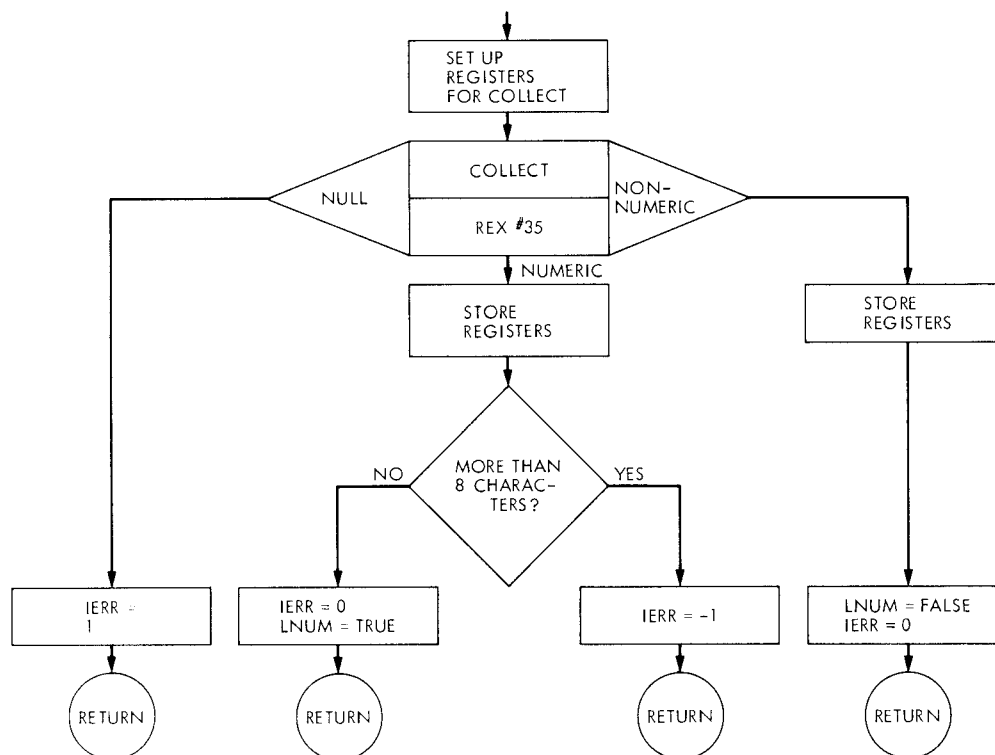 SET UP
REGISTERS
FOR COLLECT
COLLECT
NULL
NON-
NUMERIC
REX #35
NUMERIC
STORE
REGISTERS
STORE
REGISTERS
NO
MORE THAN
8 CHARAC-
TERS?
YES
IERR =
1
IERR = 0
LNUM = TRUE
IERR = -1
LNUM = FALSE
IERR = 0
RETURN
RETURN
RETURN
RETURN